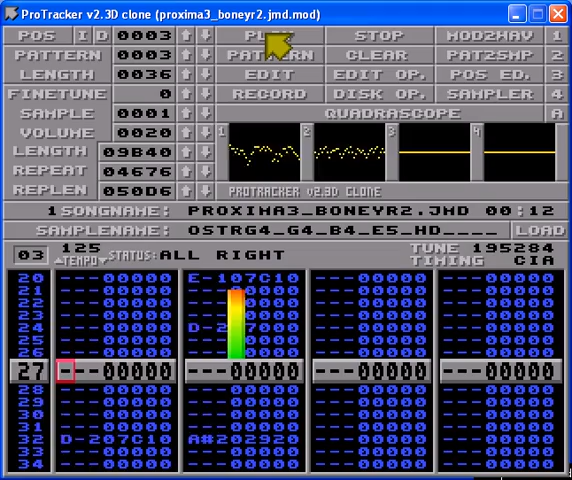 ProTracker v2.3D clone (proxima3_boneyr2.jmd.mod)
POS I D 0003 STOP MOD2WAV 1
PATTERN 0003 CLEAR PAT2SMP 2
LENGTH 0036 EDIT EDIT OP. POS ED. 3
FINETUNE 0 RECORD DISK OP. SAMPLER 4
SAMPLE 0001 QUADRASCOPE A
VOLUME 0020 1 2 3 4
LENGTH 09B40
REPEAT 04676
REPLEN 050D6 PROTRACKER V2.3D CLONE
1 SONGNAME: PROXIMA3_BONEYR2.JMD 00:12
SAMPLENAME: OSTRG4_G4_B4_E5_HD____ LOAD
03 125 TEMPO STATUS: ALL RIGHT TUNE 195284
TIMING CIA
20 ---00000 E-107C10 ---00000 ---00000
21 ---00000 ---00000 ---00000
22 ---00000 ---00000 ---00000
23 ---00000 ---00000 ---00000
24 ---00000 ---00000 ---00000
25 ---00000 ---00000 ---00000
26 ---00000 ---00000 ---00000
27 ---00000 ---00000 ---00000 ---00000
28 ---00000 ---00000 ---00000 ---00000
29 ---00000 ---00000 ---00000 ---00000
30 ---00000 ---00000 ---00000 ---00000
31 ---00000 ---00000 ---00000 ---00000
32 D-207C10 A#202920 ---00000 ---00000
33 ---00000 ---00000 ---00000 ---00000
34 ---00000 ---00000 ---00000 ---00000